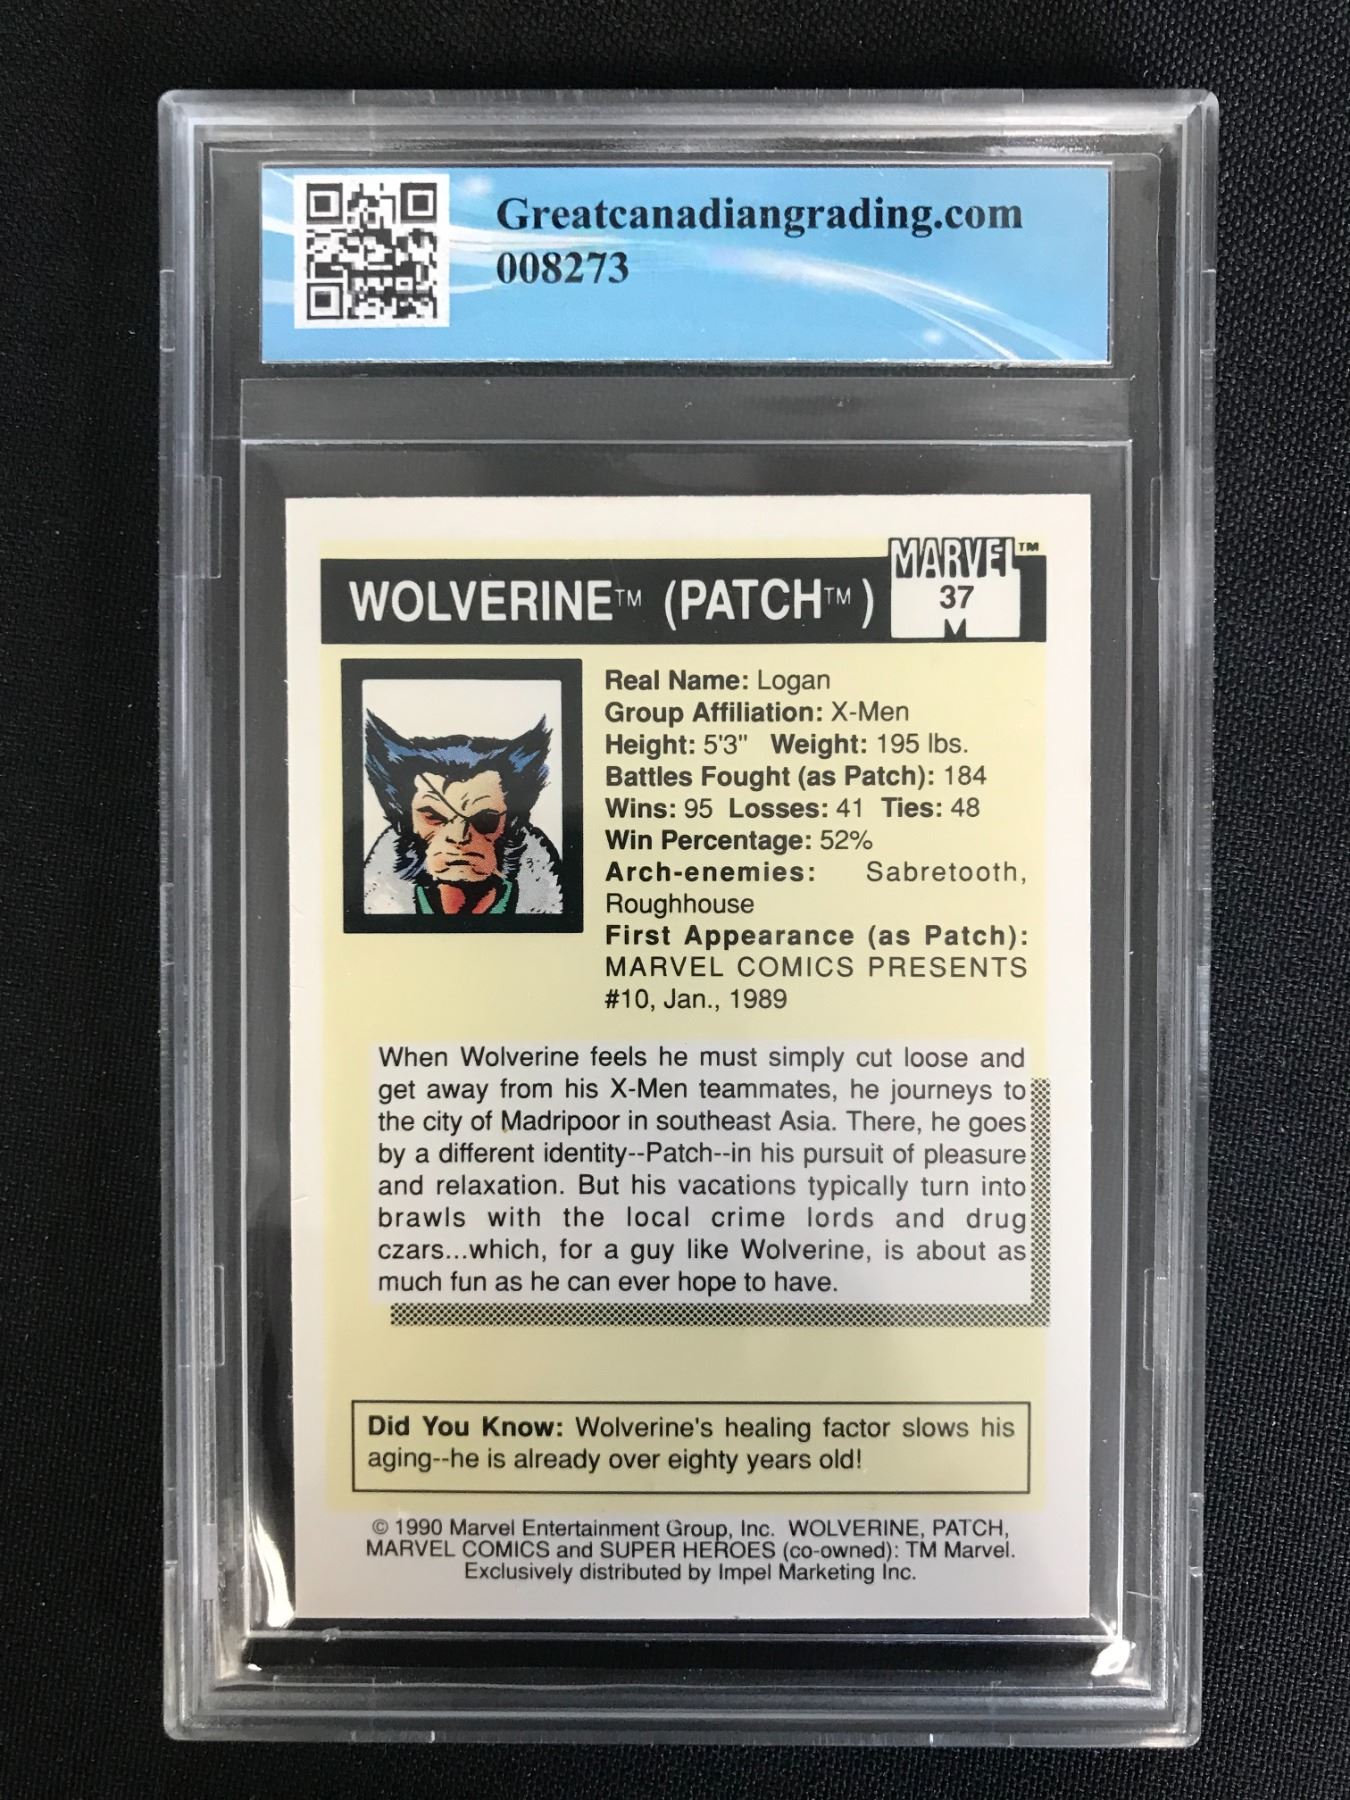 Greatcanadiangrading.com
008273
MARVEL™
WOLVERINE™ (PATCH™)
37
Real Name: Logan
Group Affiliation: X-Men
Height: 5'3" Weight: 195 lbs.
Battles Fought (as Patch): 184
Wins: 95 Losses: 41 Ties: 48
Win Percentage: 52%
Arch-enemies: Sabretooth,
Roughhouse
First Appearance (as Patch):
MARVEL COMICS PRESENTS
#10, Jan., 1989
When Wolverine feels he must simply cut loose and
get away from his X-Men teammates, he journeys to
the city of Madripoor in southeast Asia. There, he goes
by a different identity--Patch--in his pursuit of pleasure
and relaxation. But his vacations typically turn into
brawls with the local crime lords and drug
czars...which, for a guy like Wolverine, is about as
much fun as he can ever hope to have.
Did You Know: Wolverine's healing factor slows his
aging--he is already over eighty years old!
© 1990 Marvel Entertainment Group, Inc. WOLVERINE, PATCH,
MARVEL COMICS and SUPER HEROES (co-owned): TM Marvel.
Exclusively distributed by Impel Marketing Inc.